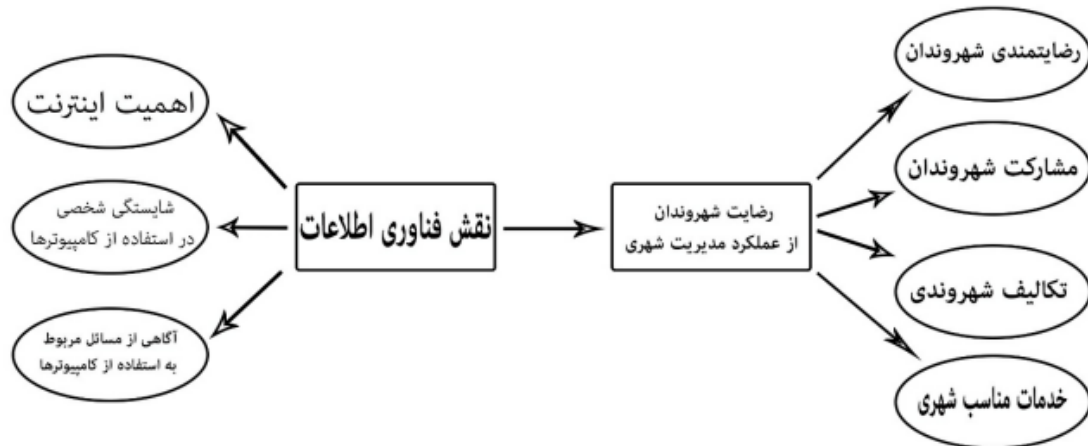 رضایتمندی شهروندان
مشارکت شهروندان
تکالیف شهروندی
خدمات مناسب شهری
رضایت شهروندان
از عملکرد مدیریت شهری
نقش فناوری اطلاعات
اهمیت اینترنت
شایستگی شخصی
در استفاده از کامپیوترها
آگاهی از مسائل مربوط
به استفاده از کامپیوترها